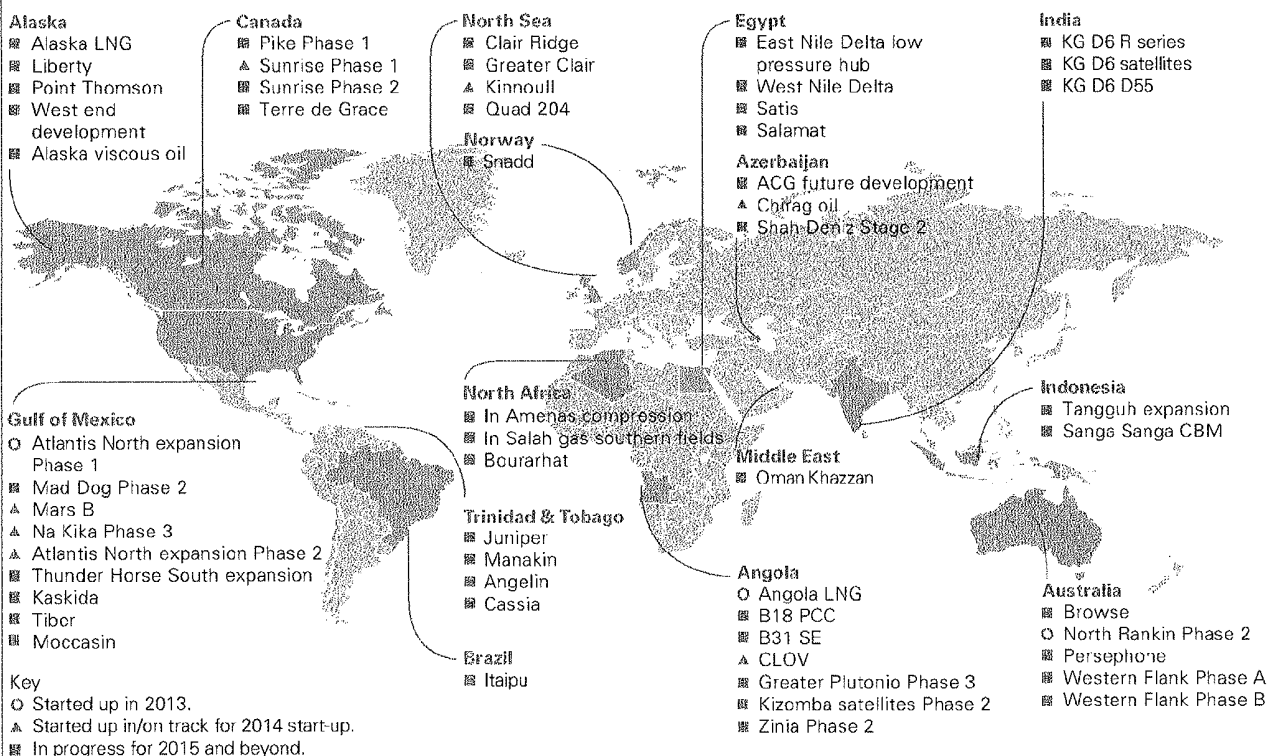 Alaska
Alaska LNG
Liberty
Point Thomson
West end
development
Alaska viscous oil
Canada
Pike Phase 1
Sunrise Phase 1
Sunrise Phase 2
Terre de Grace
North Sea
Clair Ridge
Greater Clair
Kinnoull
Quad 204
Norway
Snadd
Egypt
East Nile Delta low
pressure hub
West Nile Delta
Satis
Salamat
Azerbaijan
ACG future development
Chirag oil
Shah Deniz Stage 2
India
KG D6 R series
KG D6 satellites
KG D6 D55
Gulf of Mexico
Atlantis North expansion
Phase 1
Mad Dog Phase 2
Mars B
Na Kika Phase 3
Atlantis North expansion Phase 2
Thunder Horse South expansion
Kaskida
Tiber
Moccasin
North Africa
In Amenas compression
In Salah gas southern fields
Bourarhat
Trinidad & Tobago
Juniper
Manakin
Angelin
Cassia
Brazil
Itaipu
Middle East
Oman Khazzan
Angola
Angola LNG
B18 PCC
B31 SE
CLOV
Greater Plutonio Phase 3
Kizomba satellites Phase 2
Zinia Phase 2
Indonesia
Tangguh expansion
Sanga Sanga CBM
Australia
Browse
North Rankin Phase 2
Persephone
Western Flank Phase A
Western Flank Phase B
Key
Started up in 2013.
Started up in/on track for 2014 start-up.
In progress for 2015 and beyond.